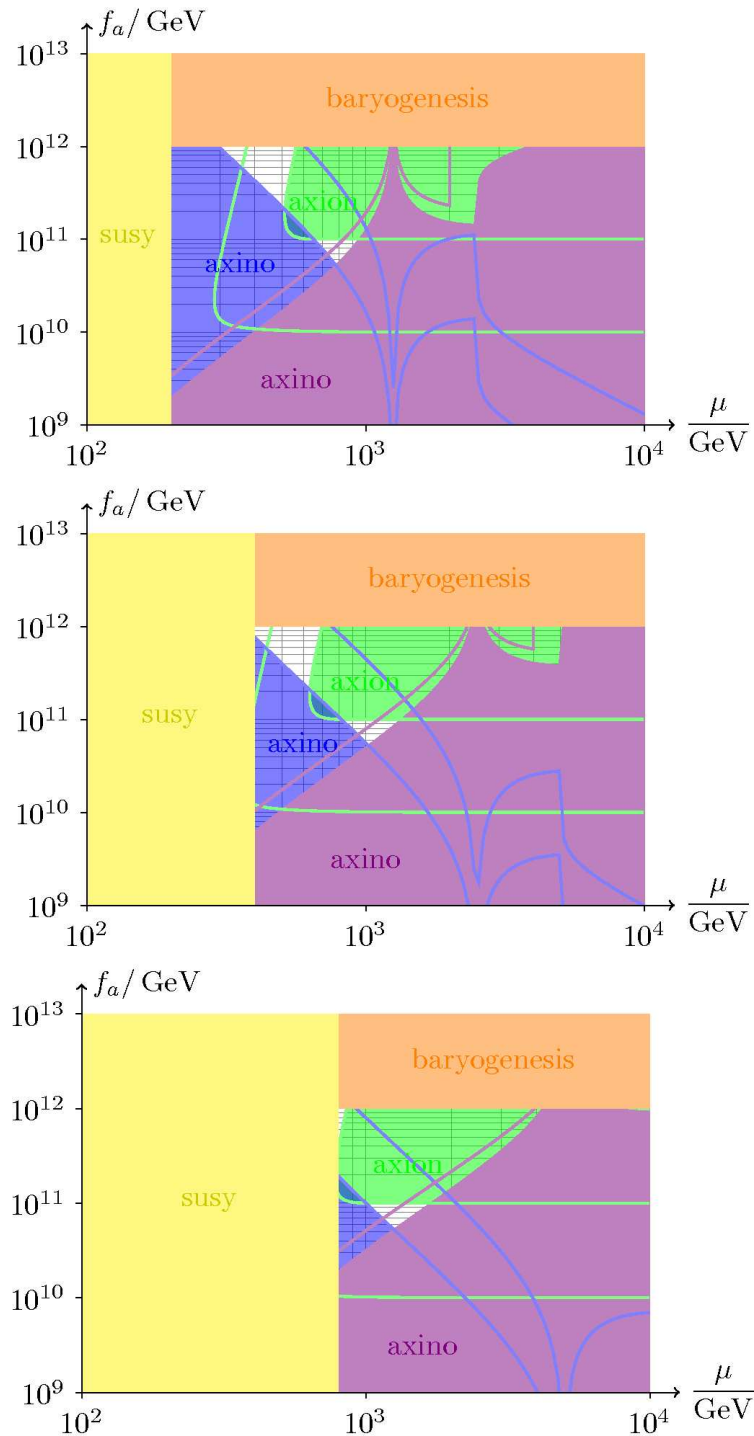 f_a/ GeV
10^13
baryogenesis
10^12
axion
susy
10^11
axino
10^10
axino
10^9
μ/GeV
10^2
10^3
10^4
f_a/ GeV
10^13
baryogenesis
10^12
axion
susy
10^11
axino
10^10
axino
10^9
μ/GeV
10^2
10^3
10^4
f_a/ GeV
10^13
baryogenesis
10^12
axion
susy
10^11
10^10
axino
10^9
μ/GeV
10^2
10^3
10^4